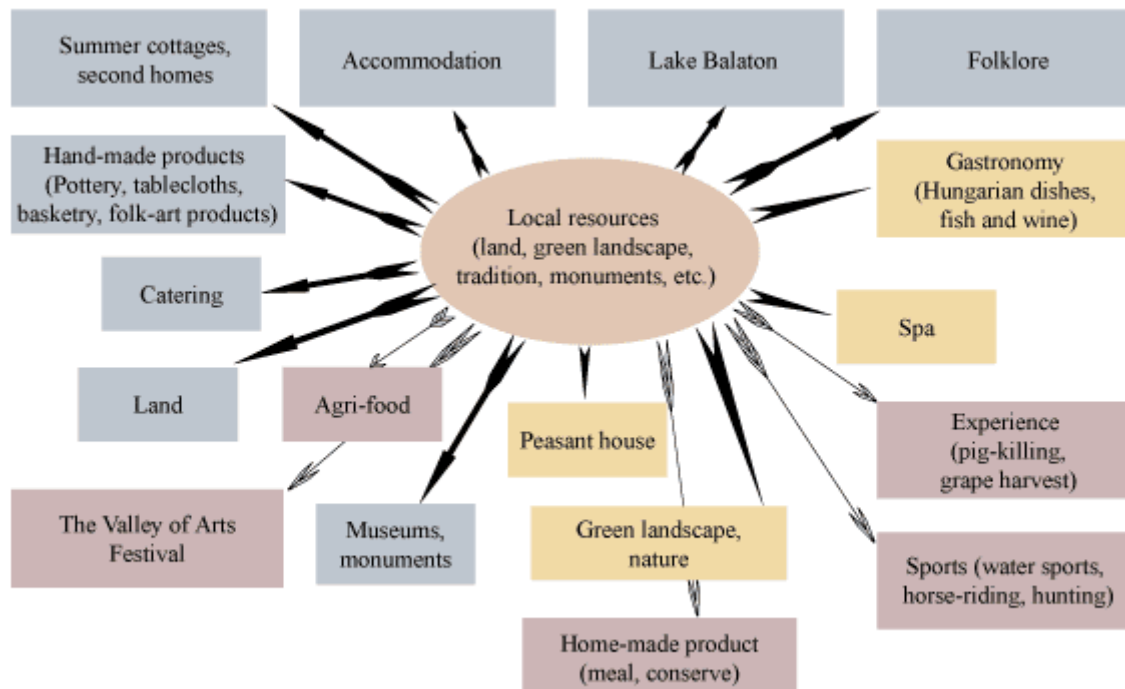 Summer cottages,
second homes
Accommodation
Lake Balaton
Folklore
Hand-made products
(Pottery, tablecloths,
basketry, folk-art products)
Gastronomy
(Hungarian dishes,
fish and wine)
Local resources
(land, green landscape,
tradition, monuments, etc.)
Catering
Spa
Land
Agri-food
Peasant house
Experience
(pig-killing,
grape harvest)
The Valley of Arts
Festival
Museums,
monuments
Green landscape,
nature
Sports (water sports,
horse-riding, hunting)
Home-made product
(meal, conserve)